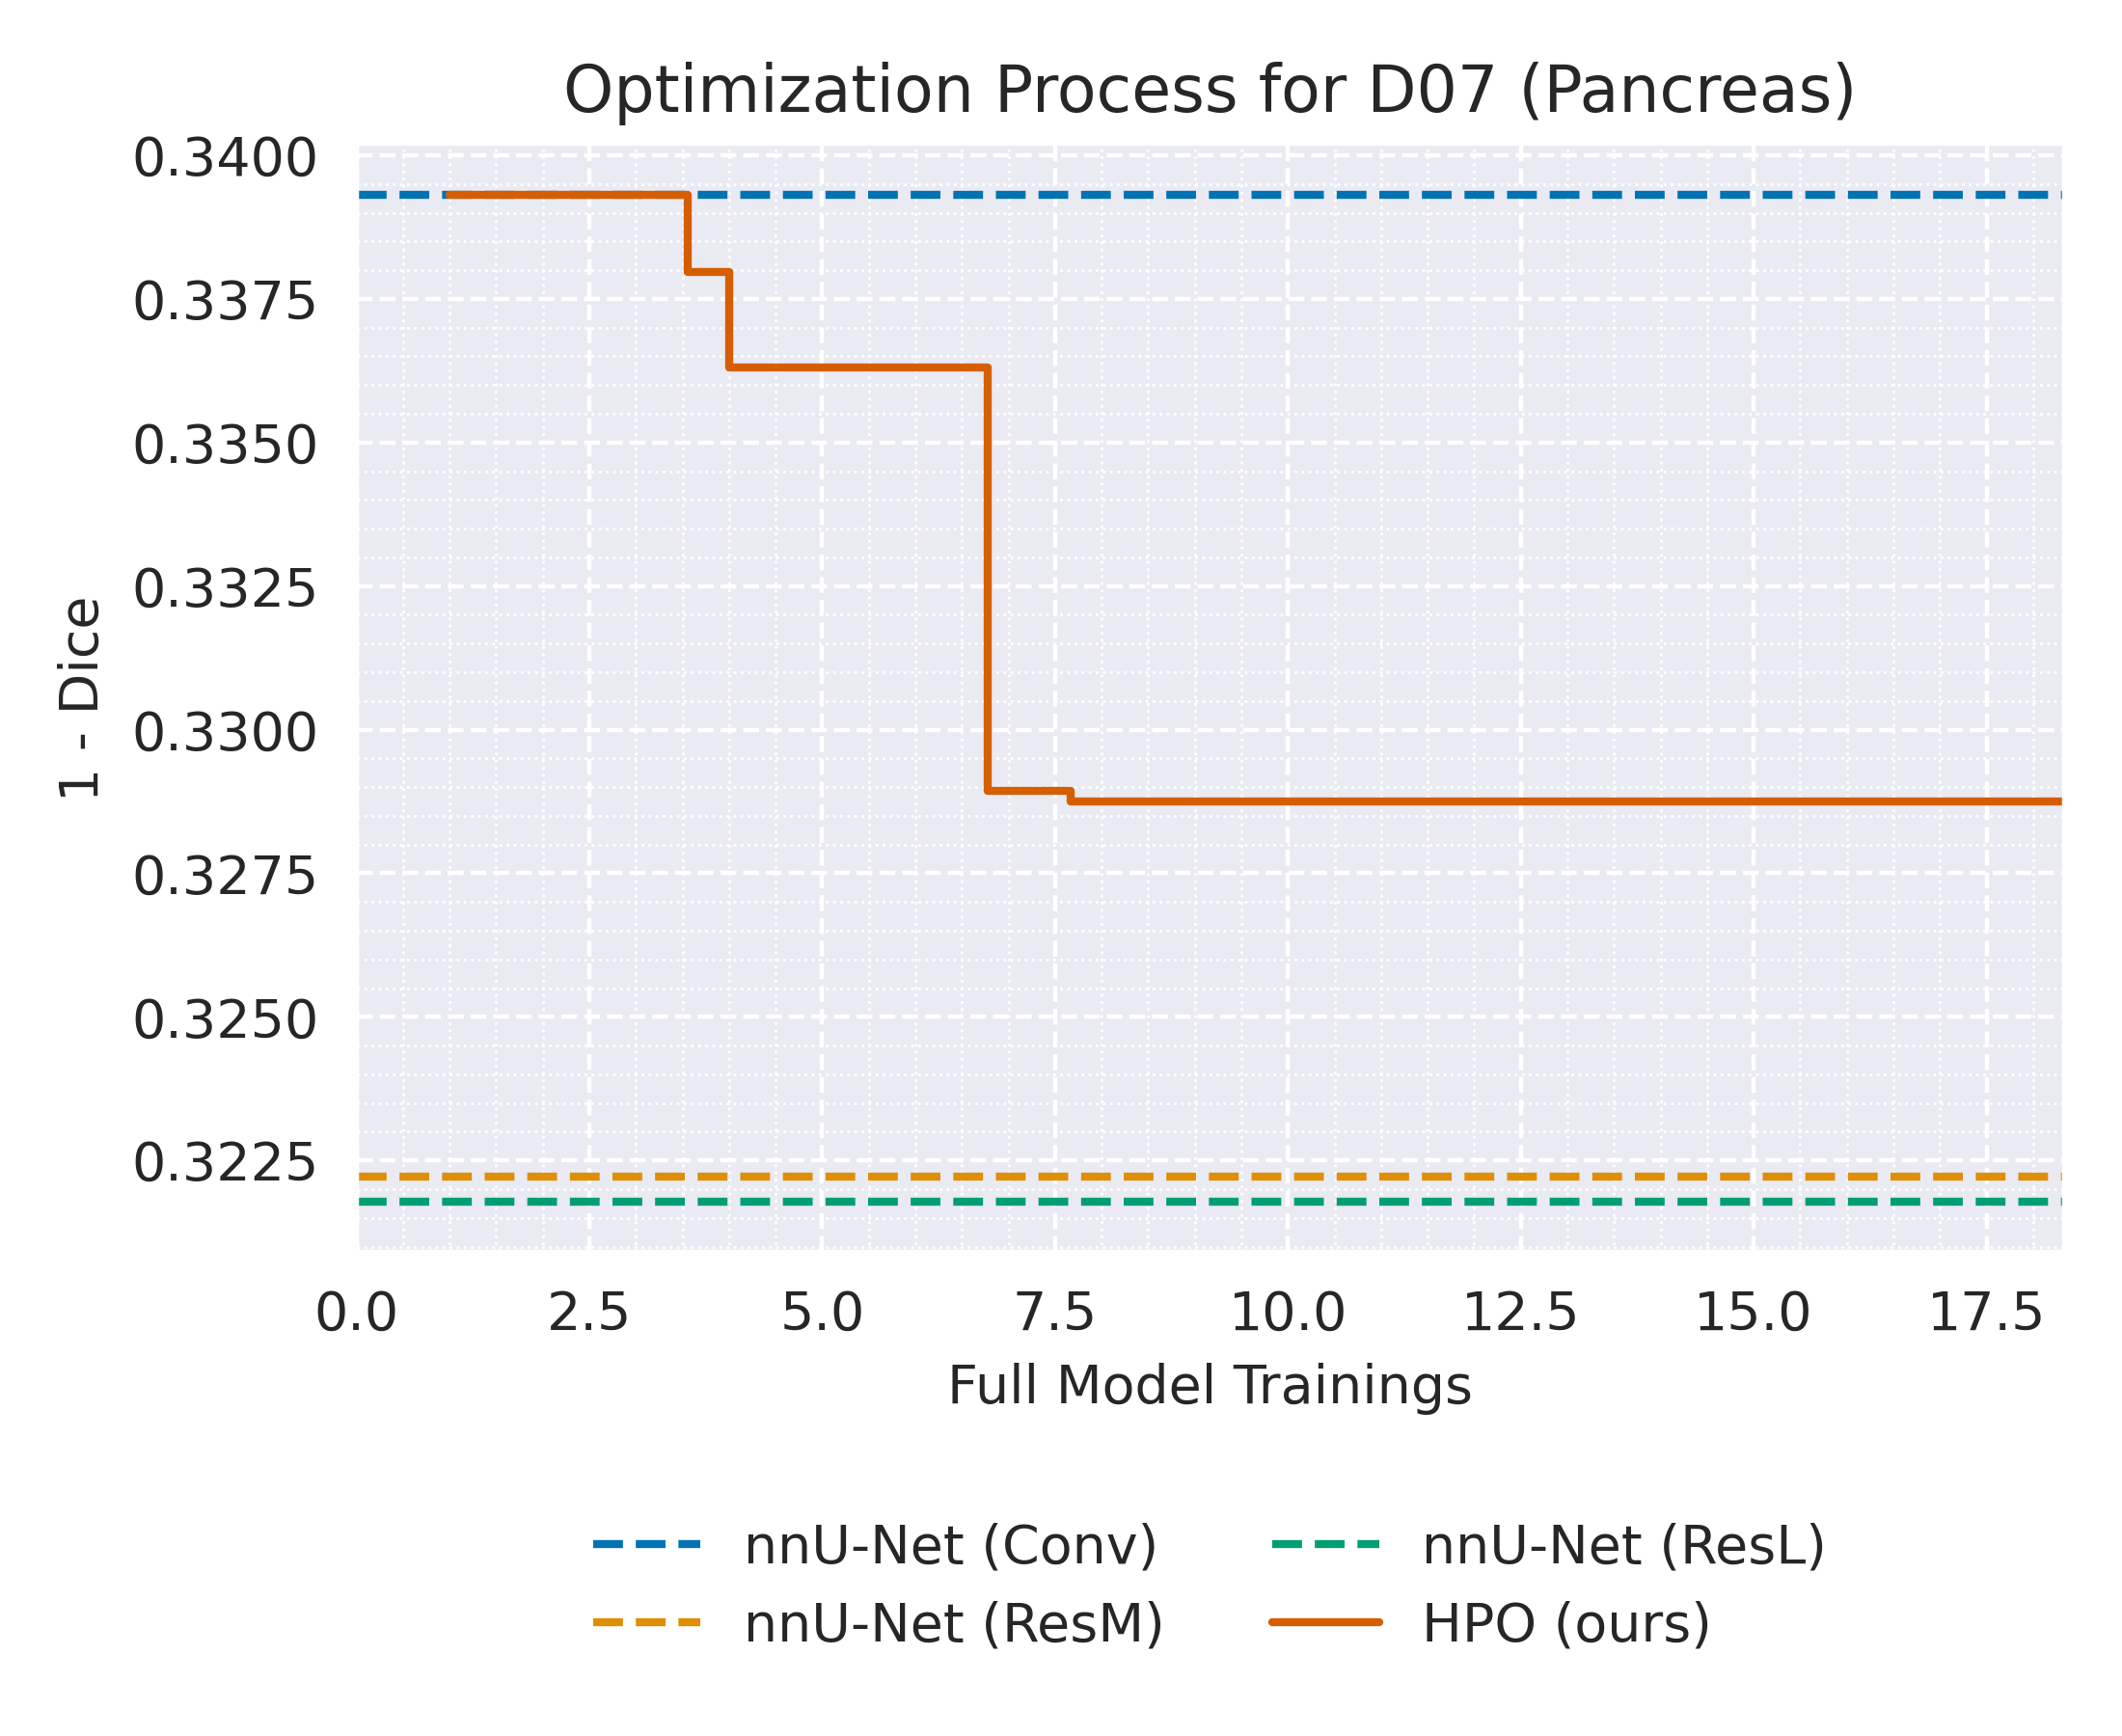 Optimization Process for D07 (Pancreas)
0.3400
0.3375
0.3350
0.3325
0.3300
0.3275
0.3250
0.3225
1 - Dice
0.0 2.5 5.0 7.5 10.0 12.5 15.0 17.5
Full Model Trainings
nnU-Net (Conv) nnU-Net (ResL)
nnU-Net (ResM) HPO (ours)